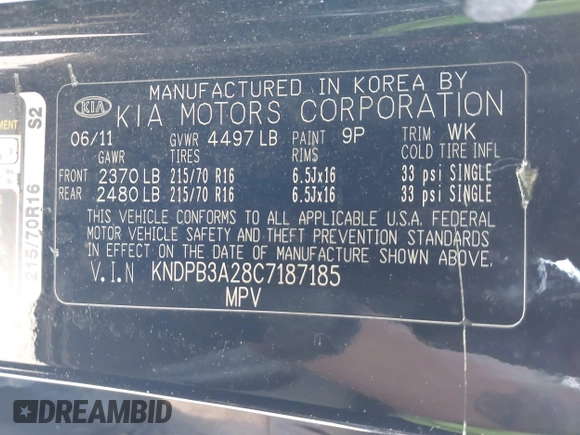 MANUFACTURED IN KOREA BY
KIA KIA MOTORS CORPORATION
06/11 GVWR 4497 LB PAINT 9P TRIM WK
GAWR TIRES RIMS COLD TIRE INFL
FRONT 2370 LB 215/70 R16 6.5Jx16 33 psi SINGLE
REAR 2480 LB 215/70 R16 6.5Jx16 33 psi SINGLE
THIS VEHICLE CONFORMS TO ALL APPLICABLE U.S.A. FEDERAL
MOTOR VEHICLE SAFETY AND THEFT PREVENTION STANDARDS
IN EFFECT ON THE DATE OF MANUFACTURE SHOWN ABOVE.
V.I.N KNDPB3A28C7187185
MPV
S2
215/70R16
DREAMBID